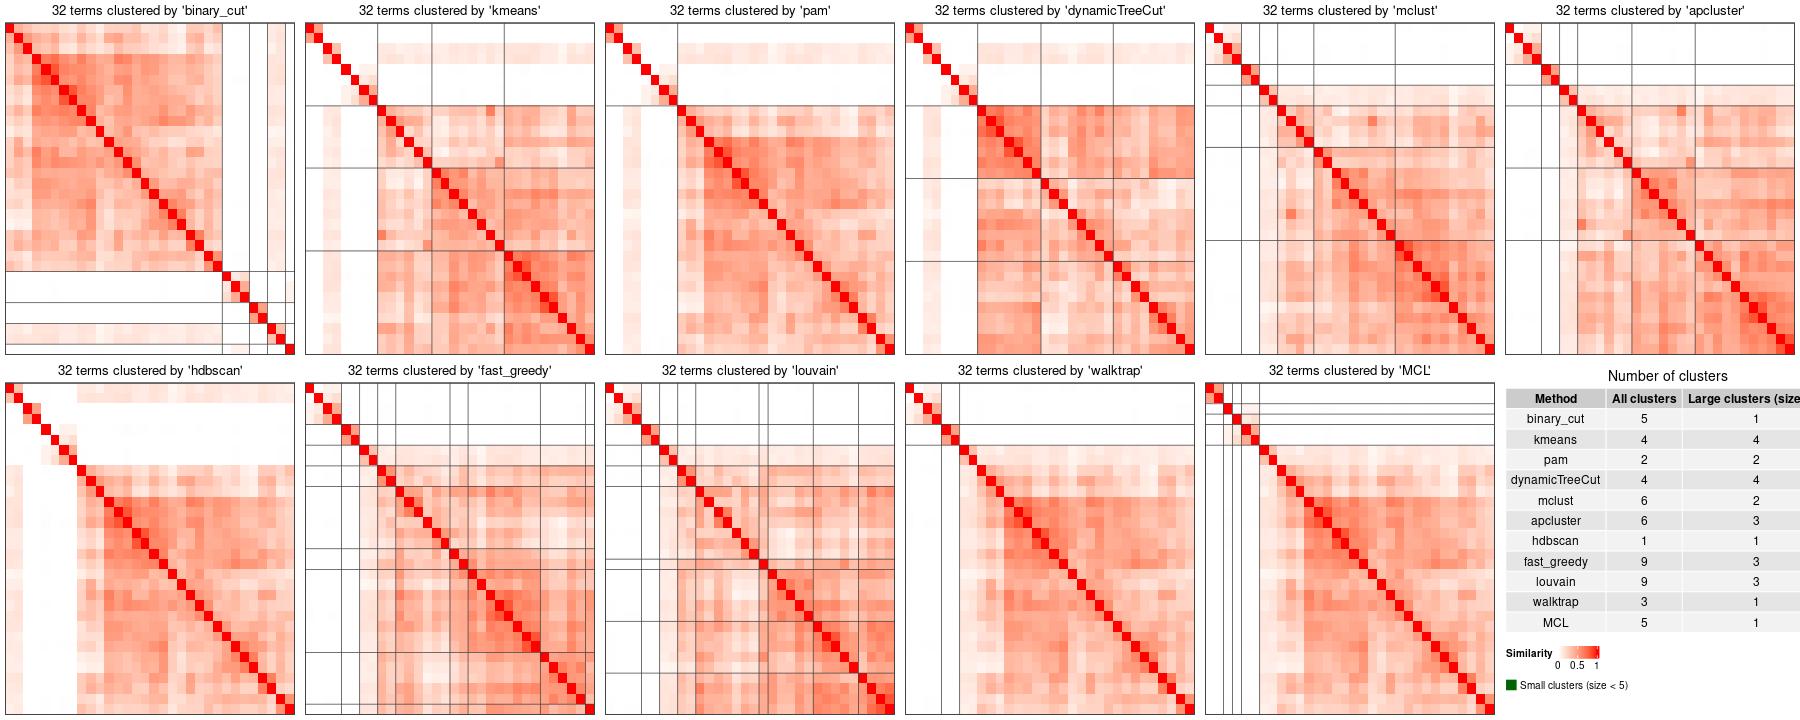 32 terms clustered by 'binary_cut'
32 terms clustered by 'kmeans'
32 terms clustered by 'pam'
32 terms clustered by 'dynamicTreeCut'
32 terms clustered by 'mclust'
32 terms clustered by 'apcluster'
32 terms clustered by 'hdbscan'
32 terms clustered by 'fast_greedy'
32 terms clustered by 'louvain'
32 terms clustered by 'walktrap'
32 terms clustered by 'MCL'
Number of clusters
Method All clusters Large clusters (size
binary_cut 5 1
kmeans 4 4
pam 2 2
dynamicTreeCut 4 4
mclust 6 2
apcluster 6 3
hdbscan 1 1
fast_greedy 9 3
louvain 9 3
walktrap 3 1
MCL 5 1
Similarity
0 0.5 1
Small clusters (size < 5)